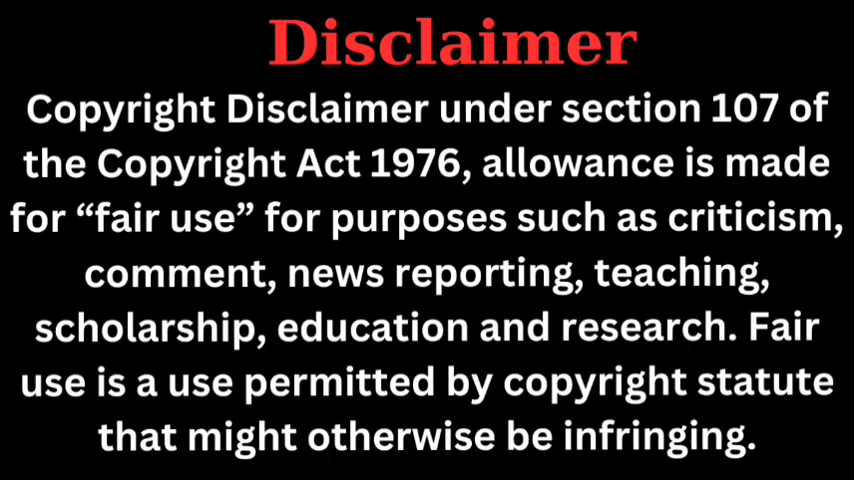 Disclaimer
Copyright Disclaimer under section 107 of
the Copyright Act 1976, allowance is made
for “fair use” for purposes such as criticism,
comment, news reporting, teaching,
scholarship, education and research. Fair
use is a use permitted by copyright statute
that might otherwise be infringing.